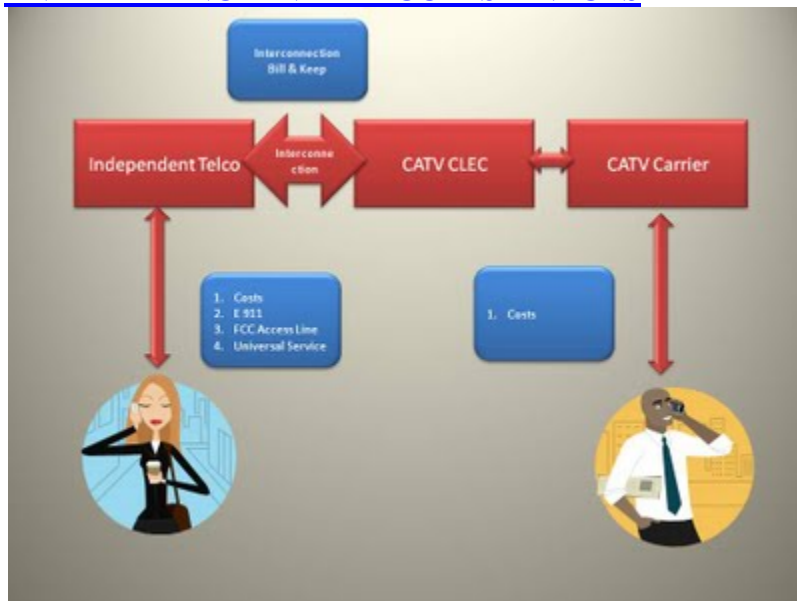 Interconnection
Bill & Keep
Independent Telco
Interconne
ction
CATV CLEC
CATV Carrier
1. Costs
2. E 911
3. FCC Access Line
4. Universal Service
1. Costs